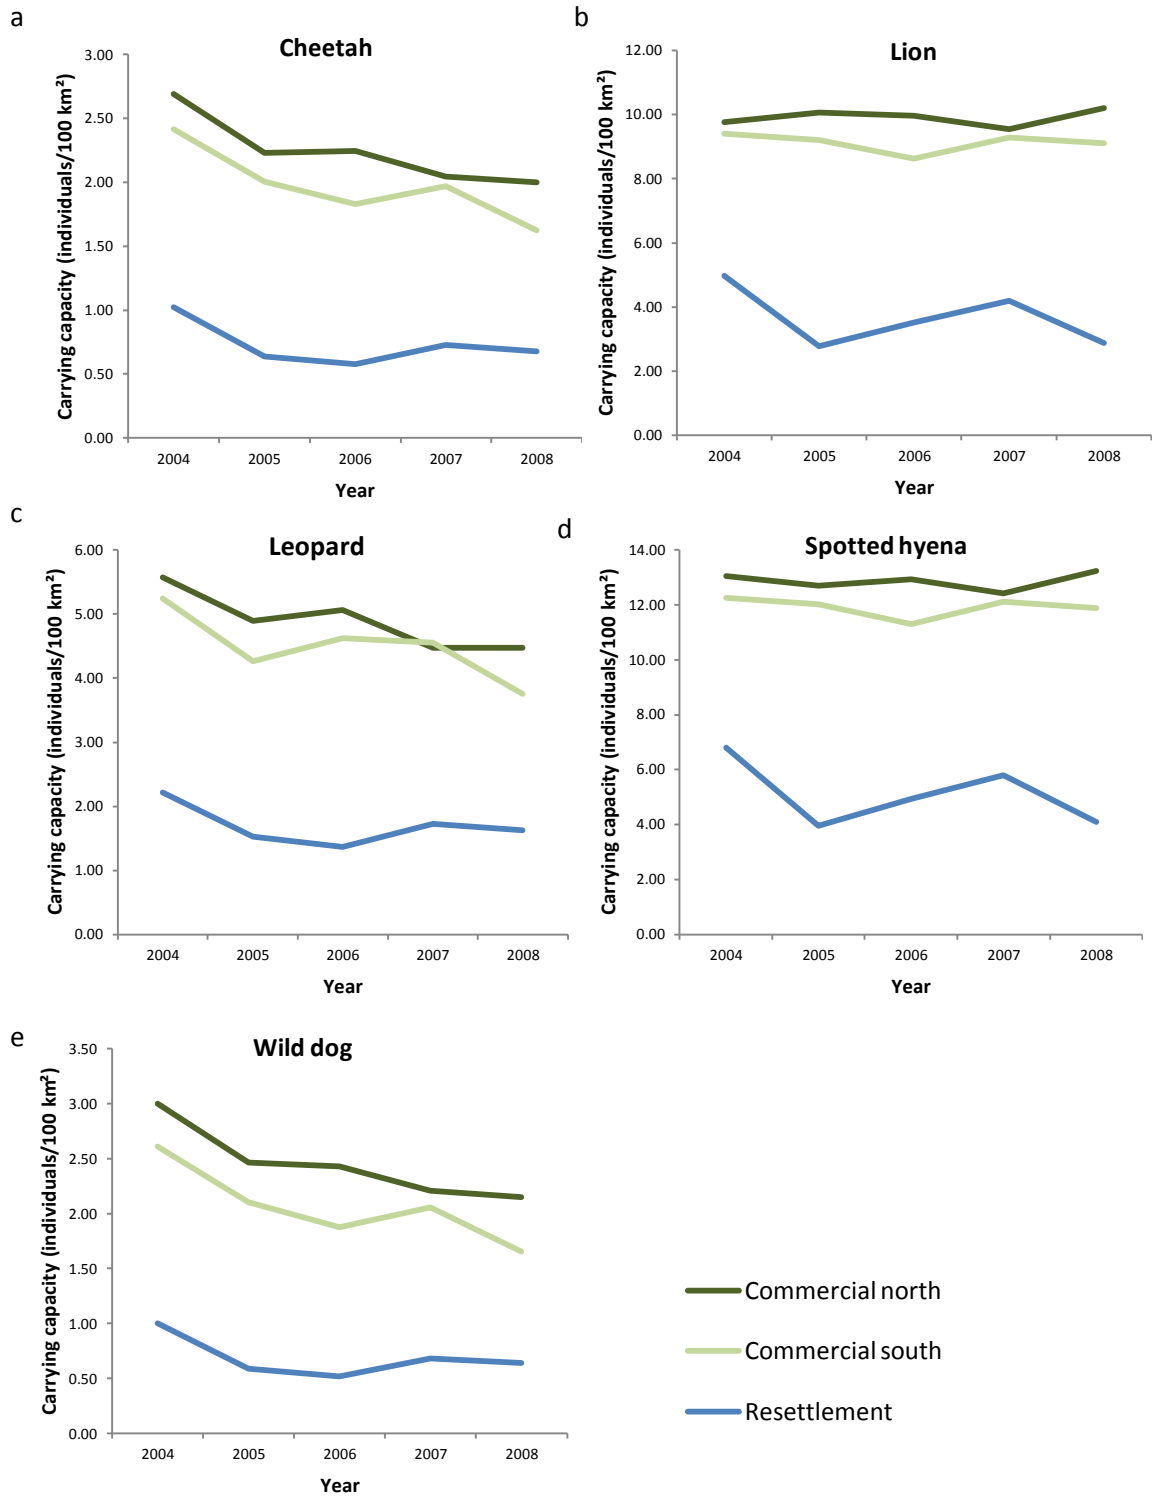 a
Cheetah
Carrying capacity (individuals/100 km²)
3.00
2.50
2.00
1.50
1.00
0.50
0.00
2004 2005 2006 2007 2008
Year
b
Lion
Carrying capacity (individuals/100 km²)
12.00
10.00
8.00
6.00
4.00
2.00
0.00
2004 2005 2006 2007 2008
Year
c
Leopard
Carrying capacity (individuals/100 km²)
6.00
5.00
4.00
3.00
2.00
1.00
0.00
2004 2005 2006 2007 2008
Year
d
Spotted hyena
Carrying capacity (individuals/100 km²)
14.00
12.00
10.00
8.00
6.00
4.00
2.00
0.00
2004 2005 2006 2007 2008
Year
e
Wild dog
Carrying capacity (individuals/100 km²)
3.50
3.00
2.50
2.00
1.50
1.00
0.50
0.00
2004 2005 2006 2007 2008
Year
Commercial north
Commercial south
Resettlement